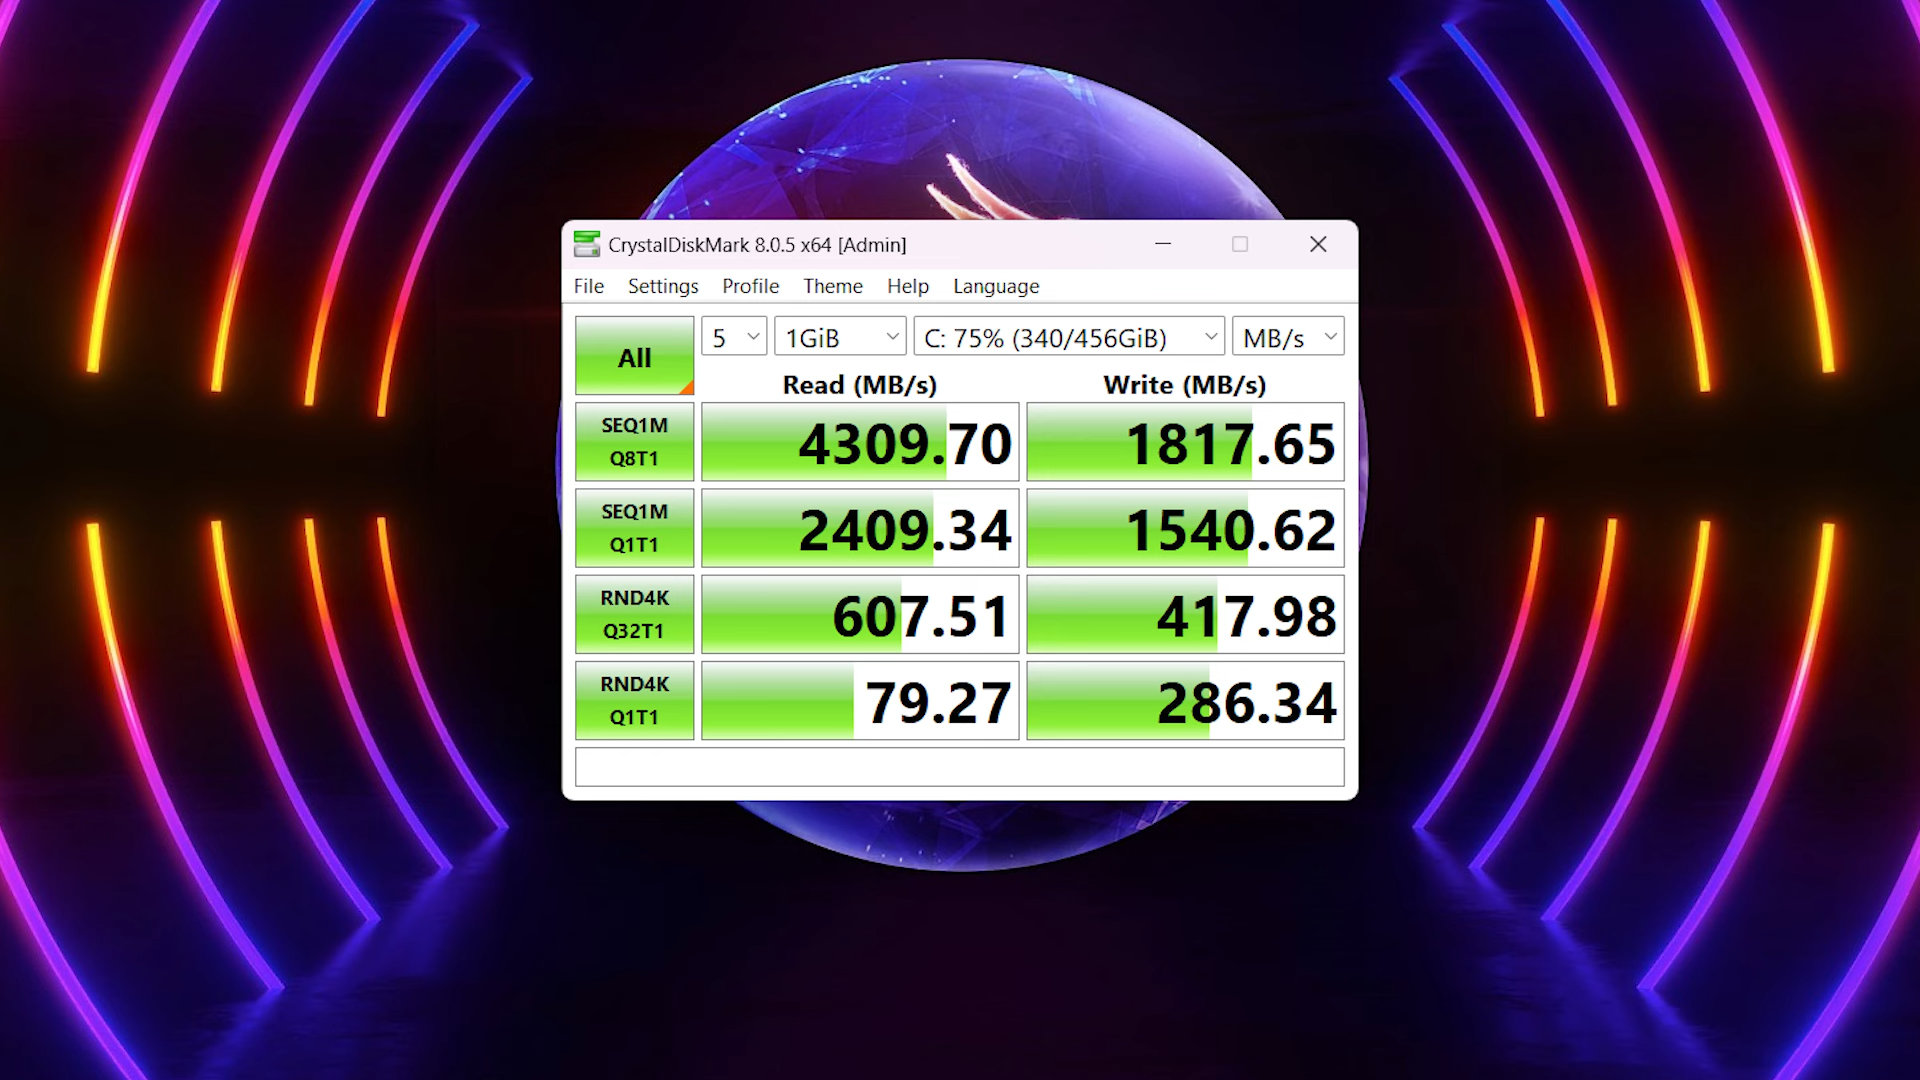 CrystalDiskMark 8.0.5 x64 [Admin]
File Settings Profile Theme Help Language
All 5 1GiB C: 75% (340/456GiB) MB/s
Read (MB/s) Write (MB/s)
SEQ1M Q8T1 4309.70 1817.65
SEQ1M Q1T1 2409.34 1540.62
RND4K Q32T1 607.51 417.98
RND4K Q1T1 79.27 286.34